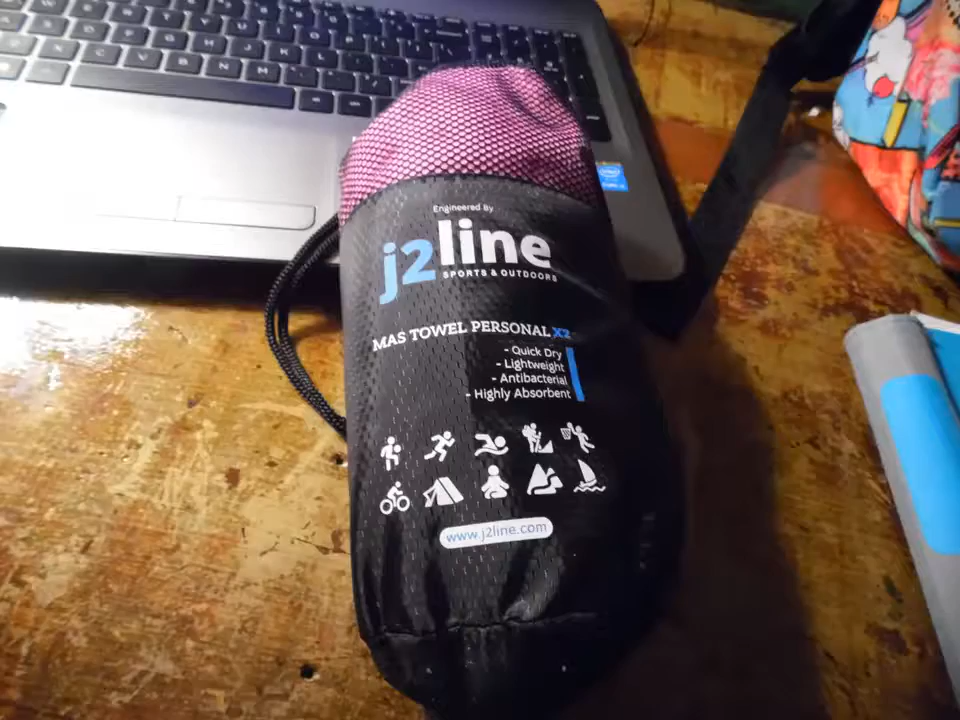 Engineered By
j2line
SPORTS & OUTDOORS
MAS TOWEL PERSONAL X2
- Quick Dry
- Lightweight
- Antibacterial
- Highly Absorbent
www.j2line.com